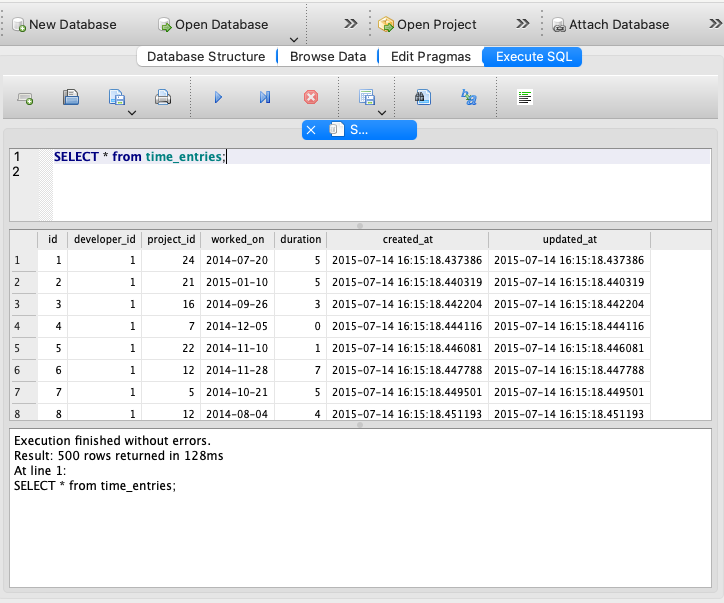 New Database Open Database Open Project Attach Database
Database Structure Browse Data Edit Pragmas Execute SQL
S...
1 SELECT * from time_entries;
2
id developer_id project_id worked_on duration created_at updated_at
1 1 1 24 2014-07-20 5 2015-07-14 16:15:18.437386 2015-07-14 16:15:18.437386
2 2 1 21 2015-01-10 5 2015-07-14 16:15:18.440319 2015-07-14 16:15:18.440319
3 3 1 16 2014-09-26 3 2015-07-14 16:15:18.442204 2015-07-14 16:15:18.442204
4 4 1 7 2014-12-05 0 2015-07-14 16:15:18.444116 2015-07-14 16:15:18.444116
5 5 1 22 2014-11-10 1 2015-07-14 16:15:18.446081 2015-07-14 16:15:18.446081
6 6 1 12 2014-11-28 7 2015-07-14 16:15:18.447788 2015-07-14 16:15:18.447788
7 7 1 5 2014-10-21 5 2015-07-14 16:15:18.449501 2015-07-14 16:15:18.449501
8 8 1 12 2014-08-04 4 2015-07-14 16:15:18.451193 2015-07-14 16:15:18.451193
Execution finished without errors.
Result: 500 rows returned in 128ms
At line 1:
SELECT * from time_entries;